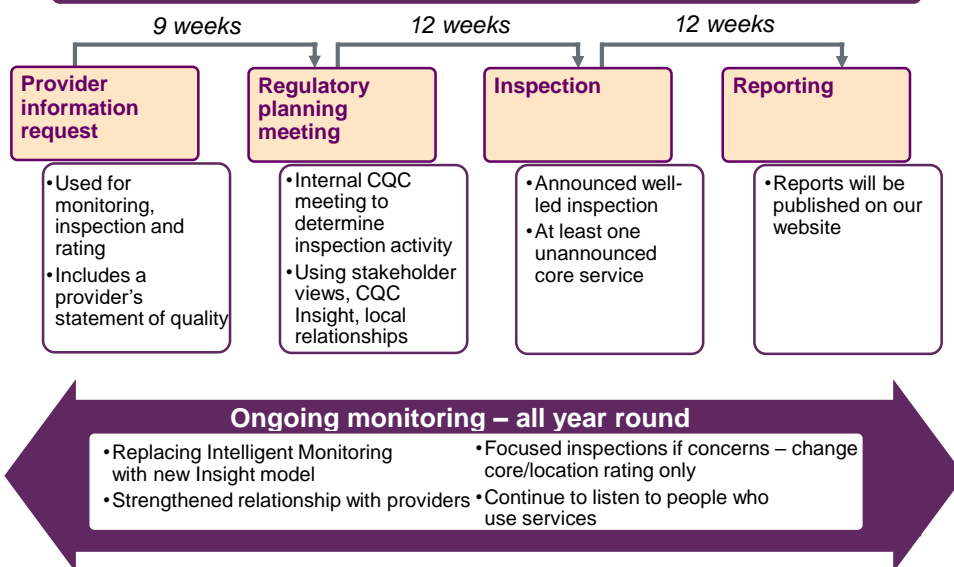 9 weeks
12 weeks
12 weeks
Provider
information
request
•Used for
monitoring,
inspection and
rating
•Includes a
provider's
statement of quality
Regulatory
planning
meeting
•Internal CQC
meeting to
determine
inspection activity
•Using stakeholder
views, CQC
Insight, local
relationships
Inspection
•Announced well-
led inspection
•At least one
unannounced
core service
Reporting
•Reports will be
published on our
website
Ongoing monitoring – all year round
•Replacing Intelligent Monitoring
with new Insight model
•Strengthened relationship with providers
•Focused inspections if concerns – change
core/location rating only
•Continue to listen to people who
use services